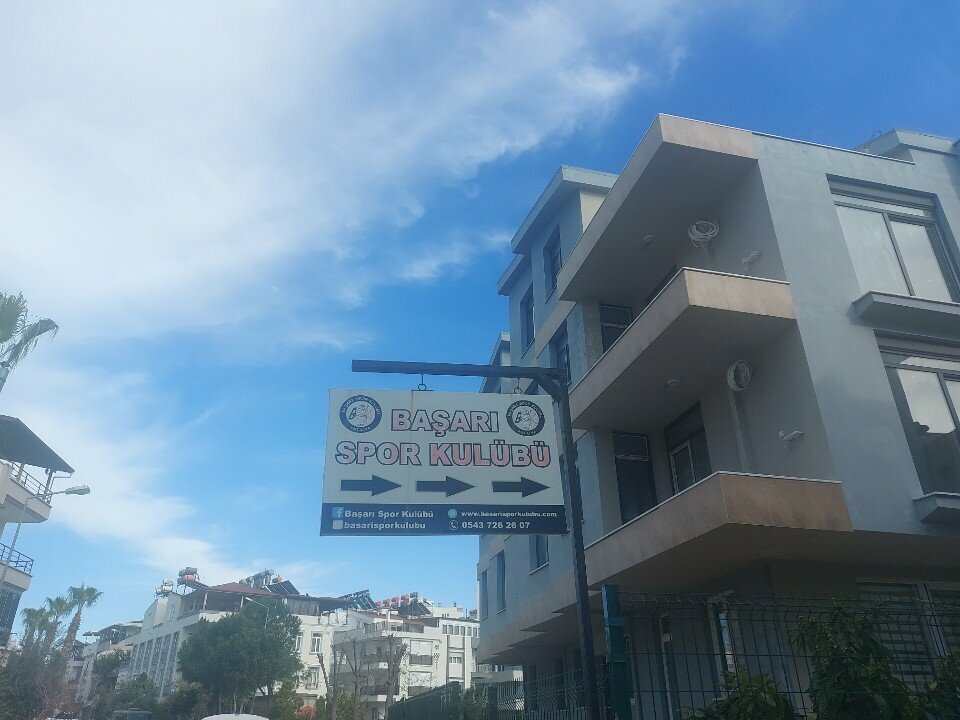 BAŞARI
SPOR KULÜBÜ
Başarı Spor Kulübü
www.basarisporkulubu.com
basarisporkulubu
0543 726 26 07